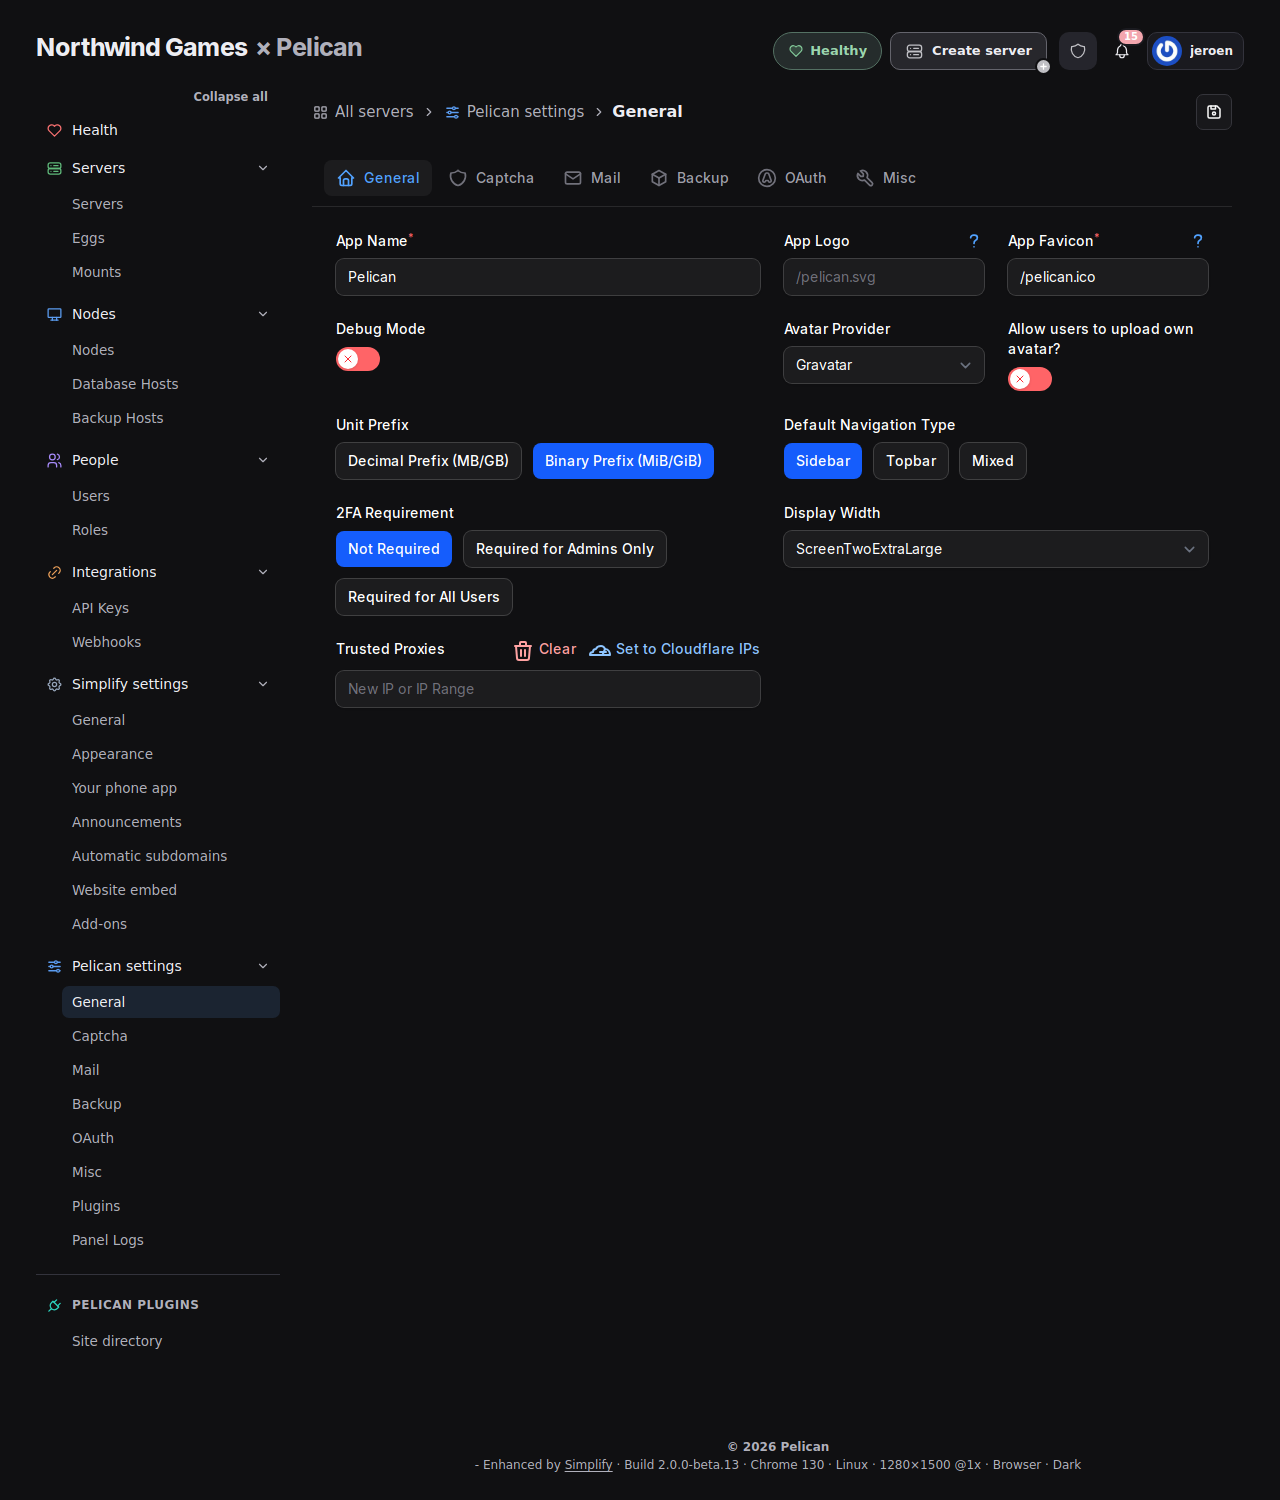 Northwind Games × Pelican
Healthy
Create server
15
jeroen
Collapse all
Health
Servers
Servers
Eggs
Mounts
Nodes
Nodes
Database Hosts
Backup Hosts
People
Users
Roles
Integrations
API Keys
Webhooks
Simplify settings
General
Appearance
Your phone app
Announcements
Automatic subdomains
Website embed
Add-ons
Pelican settings
General
Captcha
Mail
Backup
OAuth
Misc
Plugins
Panel Logs
PELICAN PLUGINS
Site directory
All servers > Pelican settings > General
General
Captcha
Mail
Backup
OAuth
Misc
App Name*
Pelican
App Logo ?
/pelican.svg
App Favicon* ?
/pelican.ico
Debug Mode
Avatar Provider
Gravatar
Allow users to upload own
avatar?
Unit Prefix
Decimal Prefix (MB/GB)
Binary Prefix (MiB/GiB)
Default Navigation Type
Sidebar
Topbar
Mixed
2FA Requirement
Not Required
Required for Admins Only
Required for All Users
Display Width
ScreenTwoExtraLarge
Trusted Proxies
Clear
Set to Cloudflare IPs
New IP or IP Range
© 2026 Pelican
- Enhanced by Simplify · Build 2.0.0-beta.13 · Chrome 130 · Linux · 1280×1500 @1x · Browser · Dark